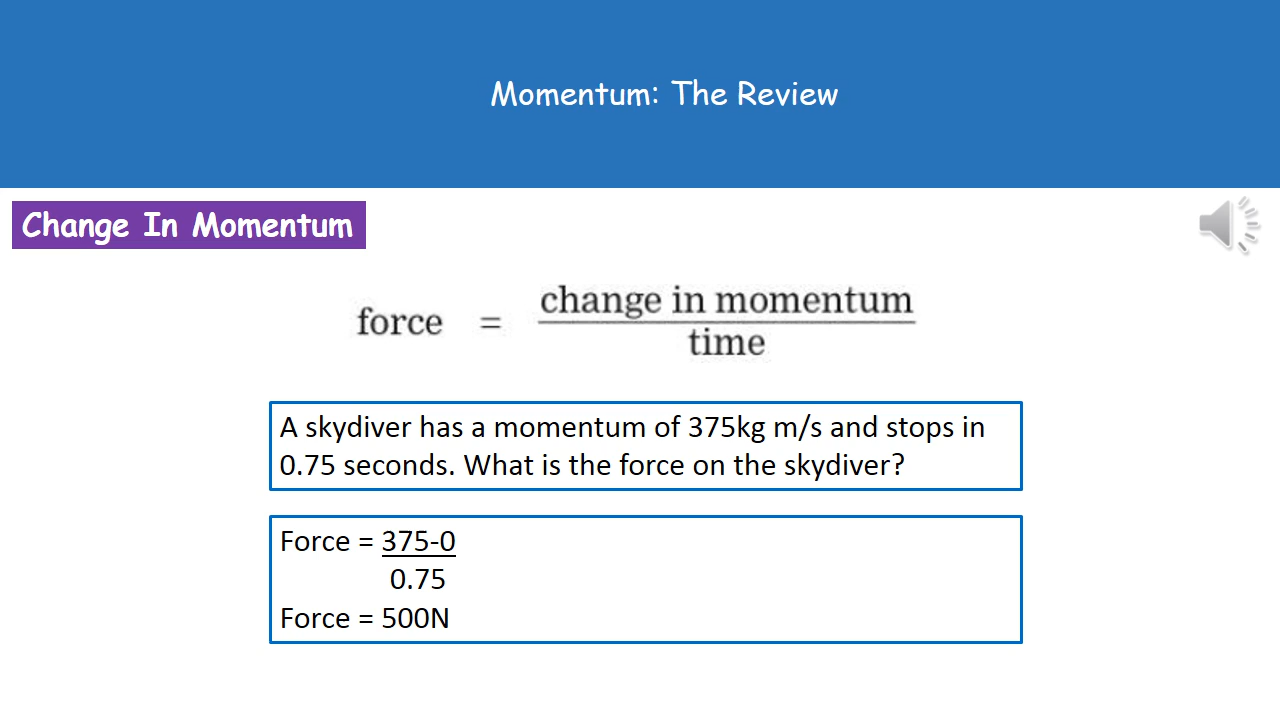 Momentum: The Review
Change In Momentum
force = change in momentum
time
A skydiver has a momentum of 375kg m/s and stops in
0.75 seconds. What is the force on the skydiver?
Force = 375-0
0.75
Force = 500N